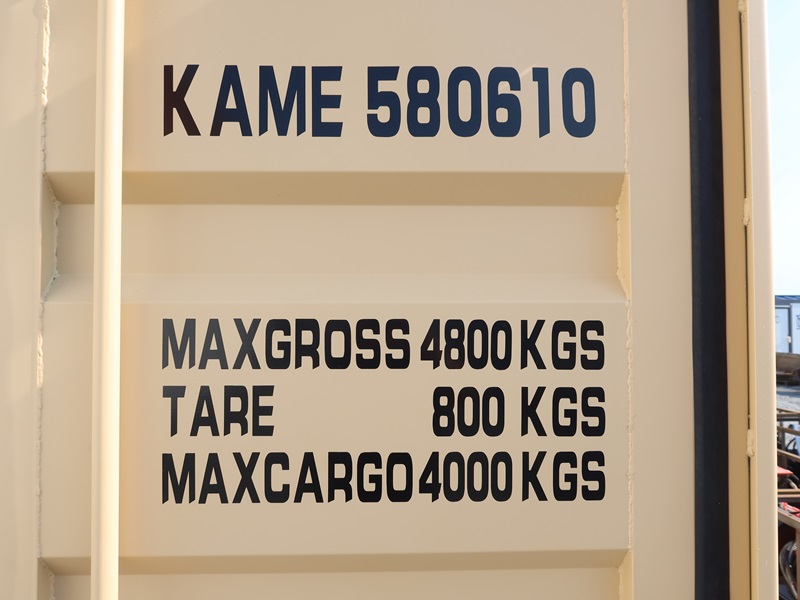 KAME 580610
MAXGROSS 4800 KGS
TARE 800 KGS
MAXCARGO 4000 KGS